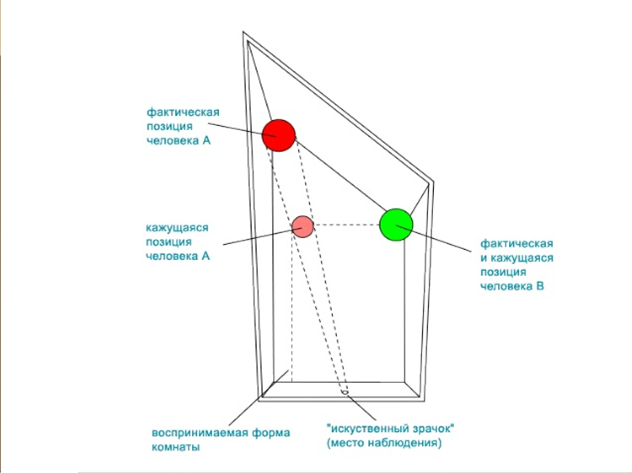 фактическая
позиция
человека А
кажущаяся
позиция
человека А
фактическая
и кажущаяся
позиция
человека В
воспринимаемая форма
комнаты
"искуственный зрачок"
(место наблюдения)